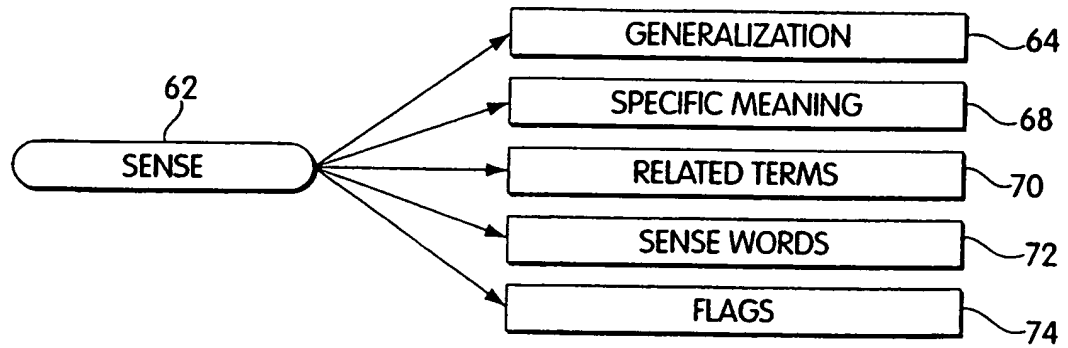 GENERALIZATION 64
62
SPECIFIC MEANING 68
SENSE
RELATED TERMS 70
SENSE WORDS 72
FLAGS 74